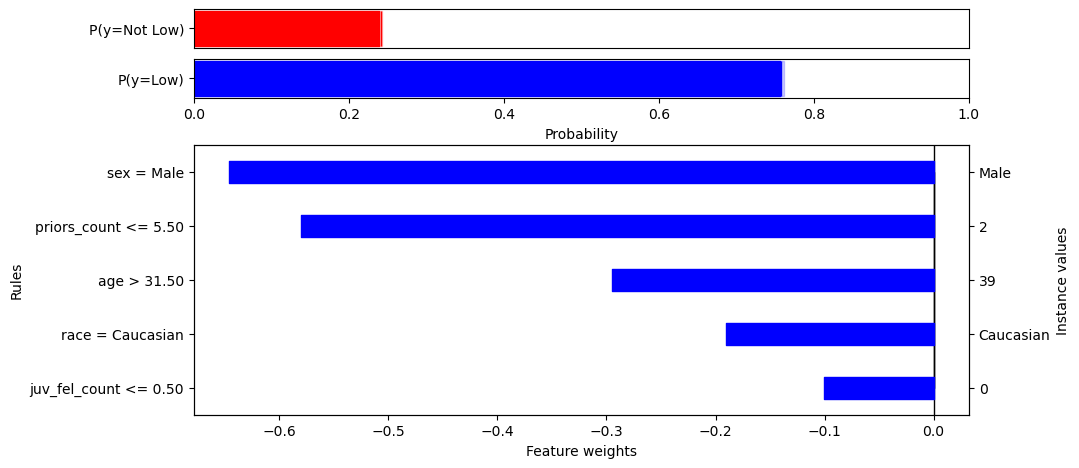 P(y=Not Low)
P(y=Low)
0.0 0.2 0.4 0.6 0.8 1.0
Probability
sex = Male Male
priors_count <= 5.50 2
age > 31.50 39
race = Caucasian Caucasian
juv_fel_count <= 0.50 0
Rules
Instance values
−0.6 −0.5 −0.4 −0.3 −0.2 −0.1 0.0
Feature weights